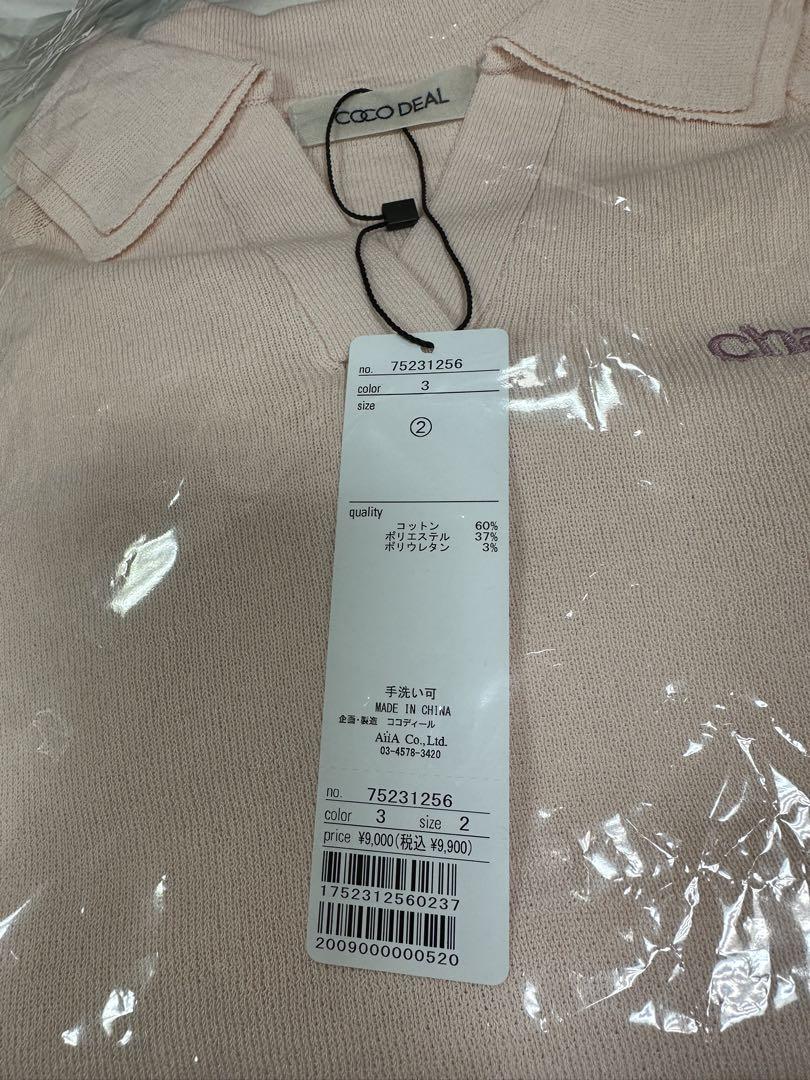 COCO DEAL
cha
no. 75231256
color 3
size
②
quality
コットン 60%
ポリエステル 37%
ポリウレタン 3%
手洗い可
MADE IN CHINA
企画・製造 ココディール
AiiA Co.,Ltd.
03-4578-3420
no. 75231256
color 3 size 2
price ¥9,000(税込 ¥9,900)
1752312560237
2009000000520